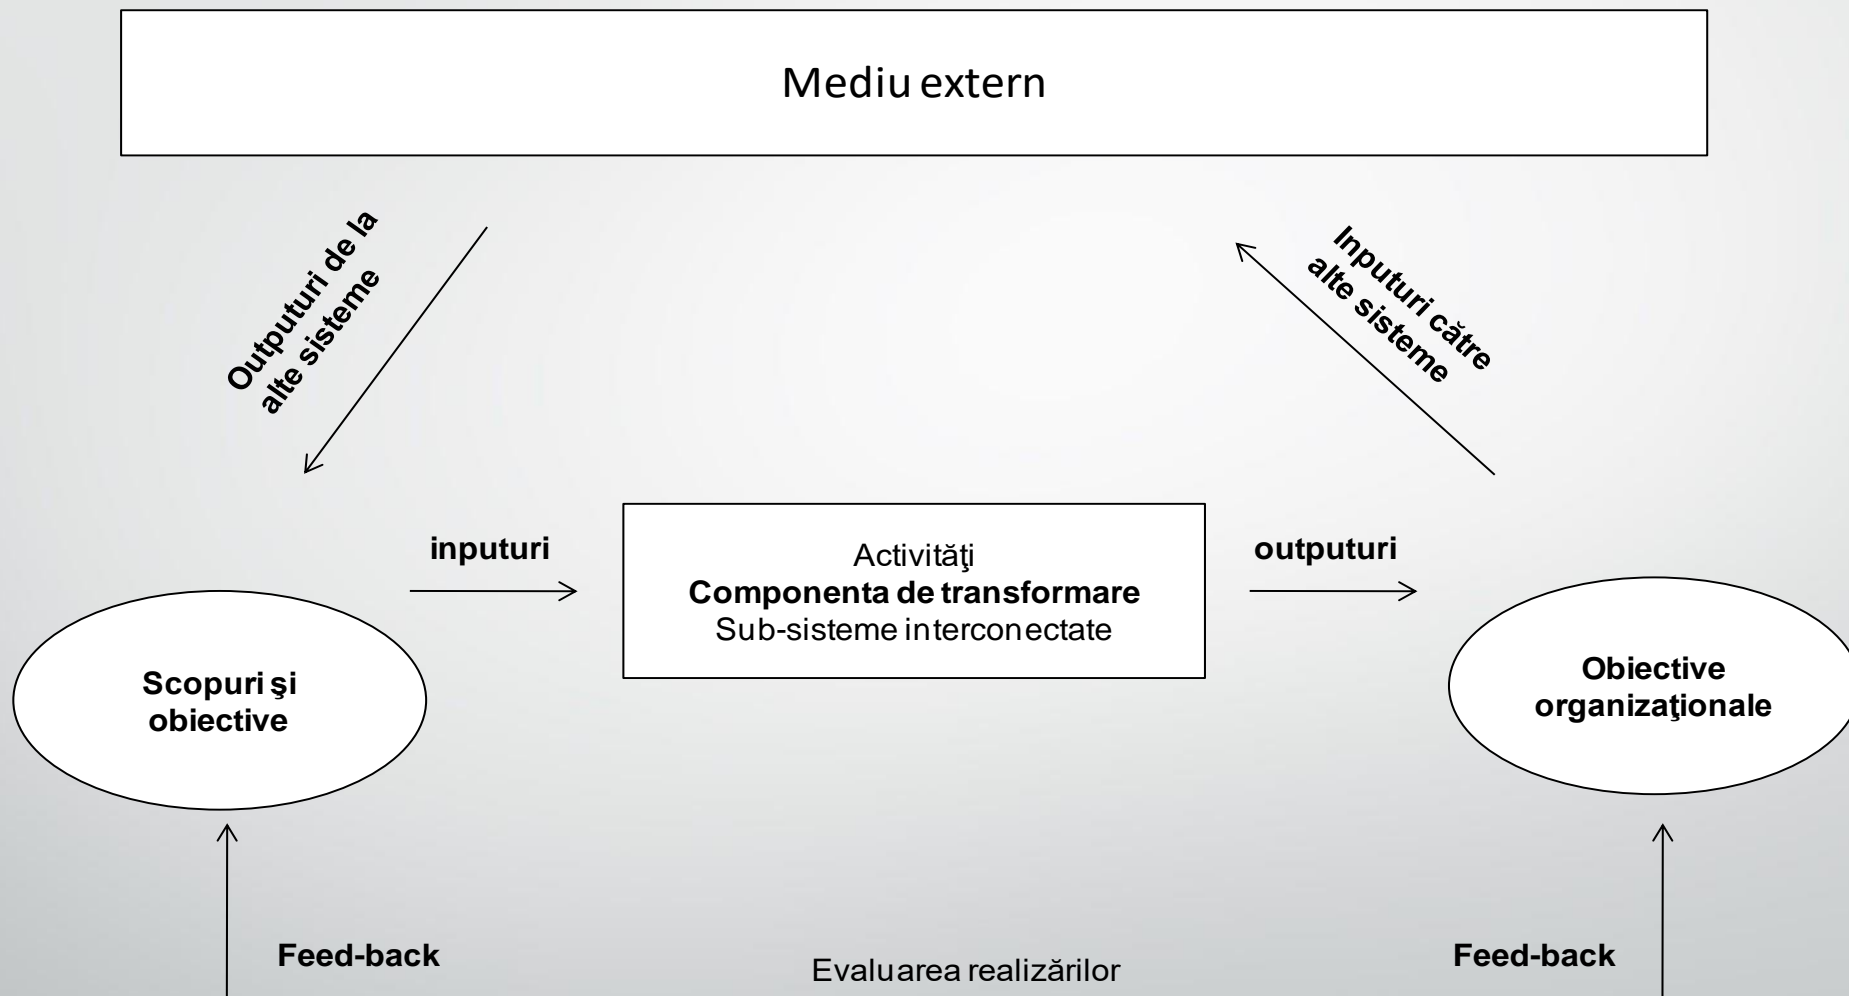 Mediu extern
Outputuri de la
alte sisteme
Inputuri către
alte sisteme
inputuri
Activităţi
Componenta de transformare
Sub-sisteme interconectate
outputuri
Scopuri şi
obiective
Obiective
organizaţionale
Feed-back
Evaluarea realizărilor
Feed-back